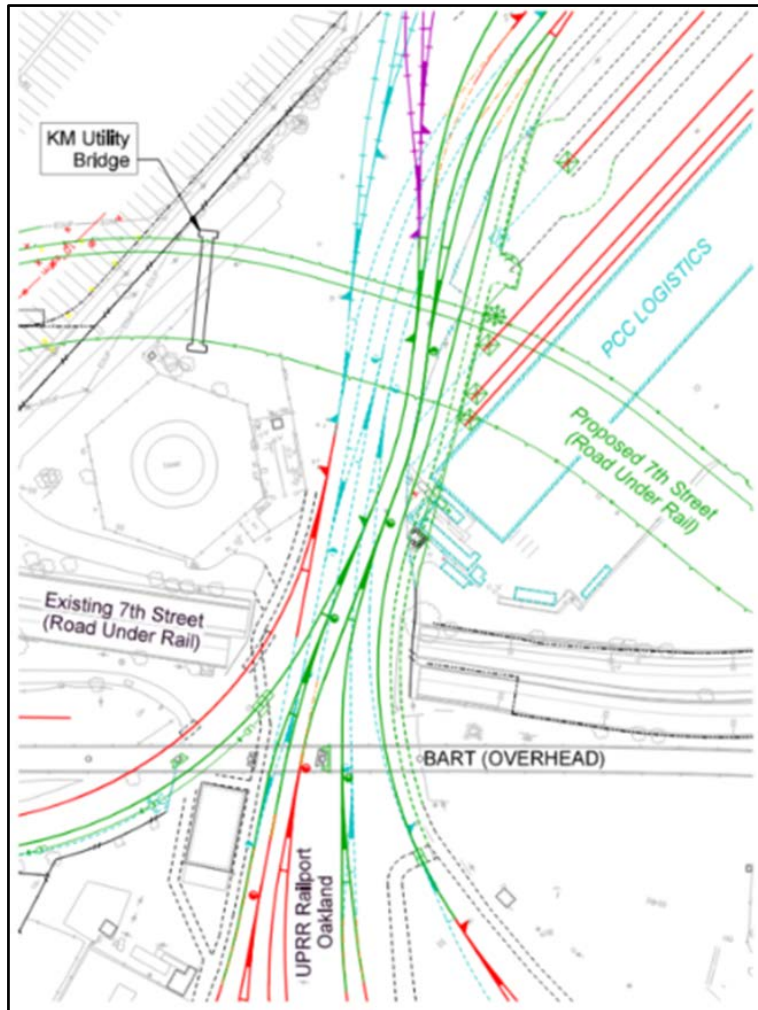 KM Utility
Bridge
PCC LOGISTICS
Proposed 7th Street
(Road Under Rail)
Existing 7th Street
(Road Under Rail)
BART (OVERHEAD)
UPRR Railport
Oakland